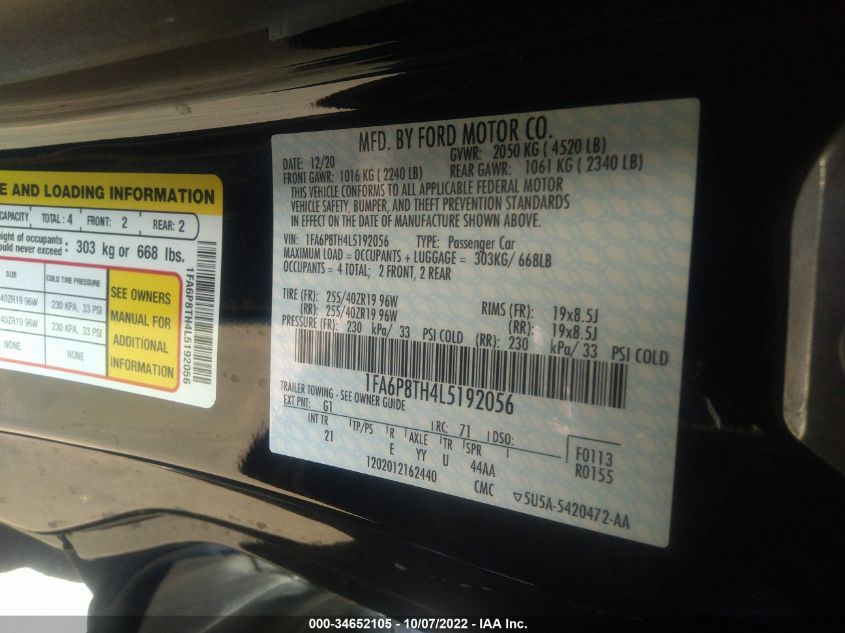 E AND LOADING INFORMATION
CAPACITY TOTAL: 4 FRONT: 2 REAR: 2
ight of occupants
ould never exceed: 303 kg or 668 lbs.
SIZE COLD TIRE PRESSURE
40ZR19 96W 230 KPA, 33 PSI
40ZR19 96W 230 KPA, 33 PSI
NONE NONE
SEE OWNERS
MANUAL FOR
ADDITIONAL
INFORMATION
1FA6P8TH4L5192056
MFD. BY FORD MOTOR CO.
DATE: 12/20 GVWR: 2050 KG ( 4520 LB)
FRONT GAWR: 1016 KG ( 2240 LB) REAR GAWR: 1061 KG ( 2340 LB)
THIS VEHICLE CONFORMS TO ALL APPLICABLE FEDERAL MOTOR
VEHICLE SAFETY, BUMPER, AND THEFT PREVENTION STANDARDS
IN EFFECT ON THE DATE OF MANUFACTURE SHOWN ABOVE.
VIN: 1FA6P8TH4L5192056 TYPE: Passenger Car
MAXIMUM LOAD = OCCUPANTS + LUGGAGE = 303KG/ 668LB
OCCUPANTS = 4 TOTAL; 2 FRONT, 2 REAR
TIRE (FR): 255/40ZR19 96W RIMS (FR): 19x8.5J
(RR): 255/40ZR19 96W (RR): 19x8.5J
PRESSURE (FR): 230 kPa/ 33 PSI COLD (RR): 230 kPa/ 33 PSI COLD
1FA6P8TH4L5192056
TRAILER TOWING - SEE OWNER GUIDE
EXT PNT: G1 RC: 71 DSO:
INT TR TP/PS R AXLE TR SPR F0113
21 E YY U 44AA R0155
1202012162440 CMC 5U5A-5420472-AA
000-34652105 - 10/07/2022 - IAA Inc.